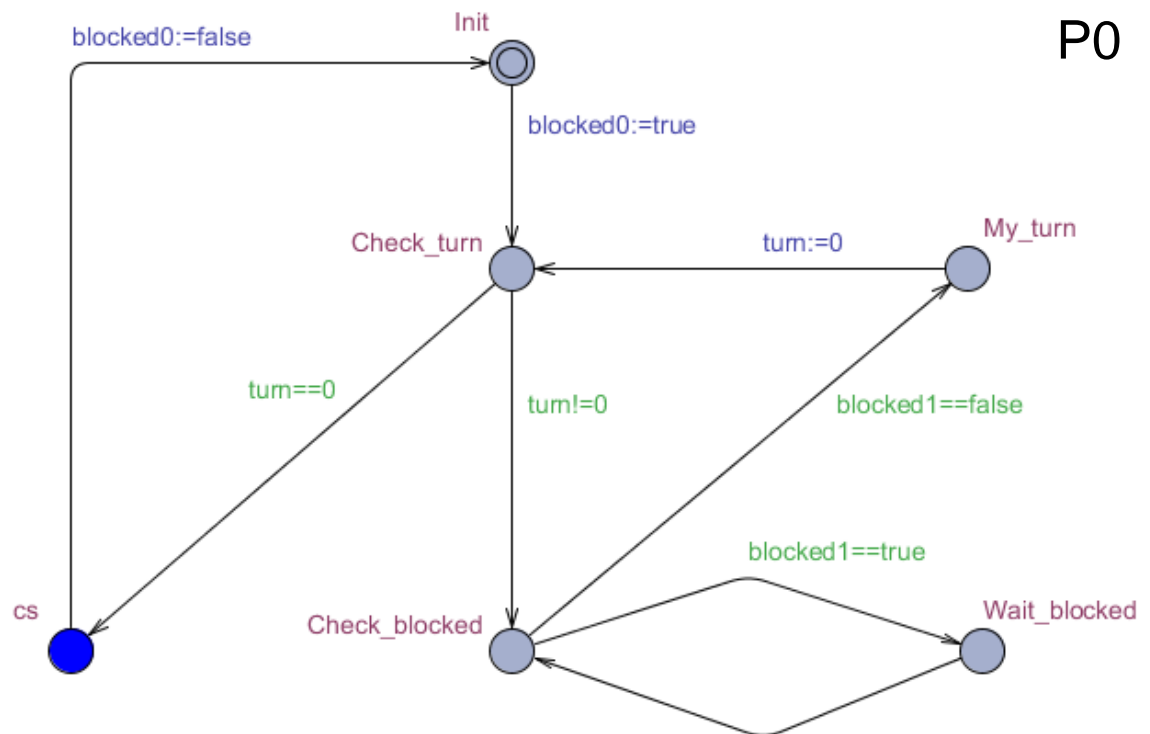 Init
P0
blocked0:=false
blocked0:=true
Check_turn
turn:=0
My_turn
turn==0
turn!=0
blocked1==false
blocked1==true
cs
Check_blocked
Wait_blocked